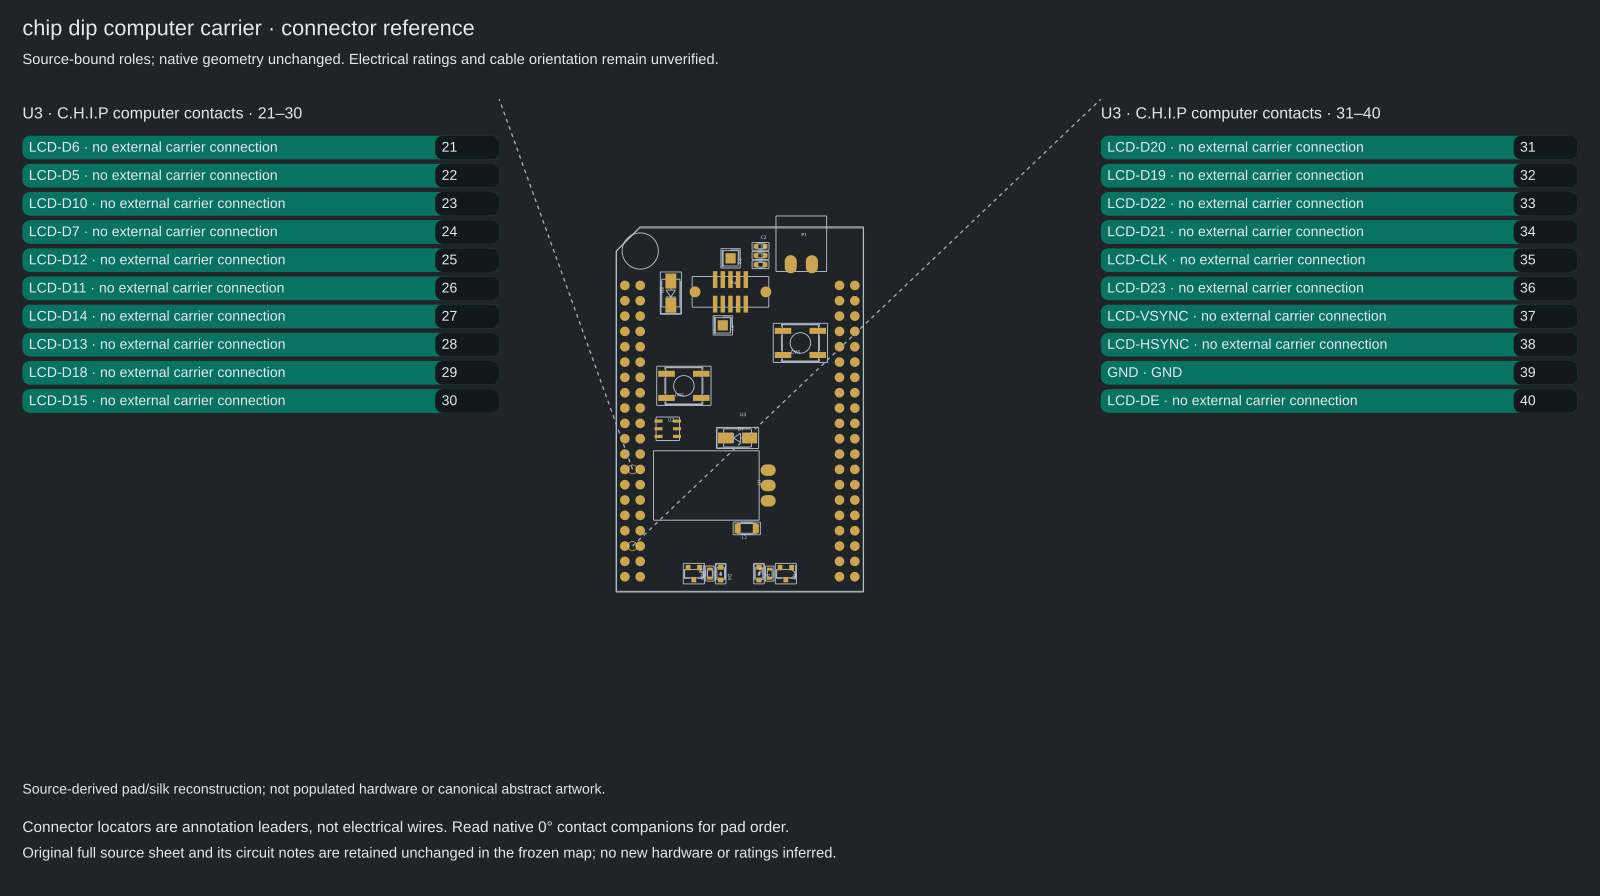 chip dip computer carrier · connector reference
Source-bound roles; native geometry unchanged. Electrical ratings and cable orientation remain unverified.
U3 · C.H.I.P computer contacts · 21–30
LCD-D6 · no external carrier connection 21
LCD-D5 · no external carrier connection 22
LCD-D10 · no external carrier connection 23
LCD-D7 · no external carrier connection 24
LCD-D12 · no external carrier connection 25
LCD-D11 · no external carrier connection 26
LCD-D14 · no external carrier connection 27
LCD-D13 · no external carrier connection 28
LCD-D18 · no external carrier connection 29
LCD-D15 · no external carrier connection 30
U3 · C.H.I.P computer contacts · 31–40
LCD-D20 · no external carrier connection 31
LCD-D19 · no external carrier connection 32
LCD-D22 · no external carrier connection 33
LCD-D21 · no external carrier connection 34
LCD-CLK · no external carrier connection 35
LCD-D23 · no external carrier connection 36
LCD-VSYNC · no external carrier connection 37
LCD-HSYNC · no external carrier connection 38
GND · GND 39
LCD-DE · no external carrier connection 40
C2
P1
U3
Source-derived pad/silk reconstruction; not populated hardware or canonical abstract artwork.
Connector locators are annotation leaders, not electrical wires. Read native 0° contact companions for pad order.
Original full source sheet and its circuit notes are retained unchanged in the frozen map; no new hardware or ratings inferred.